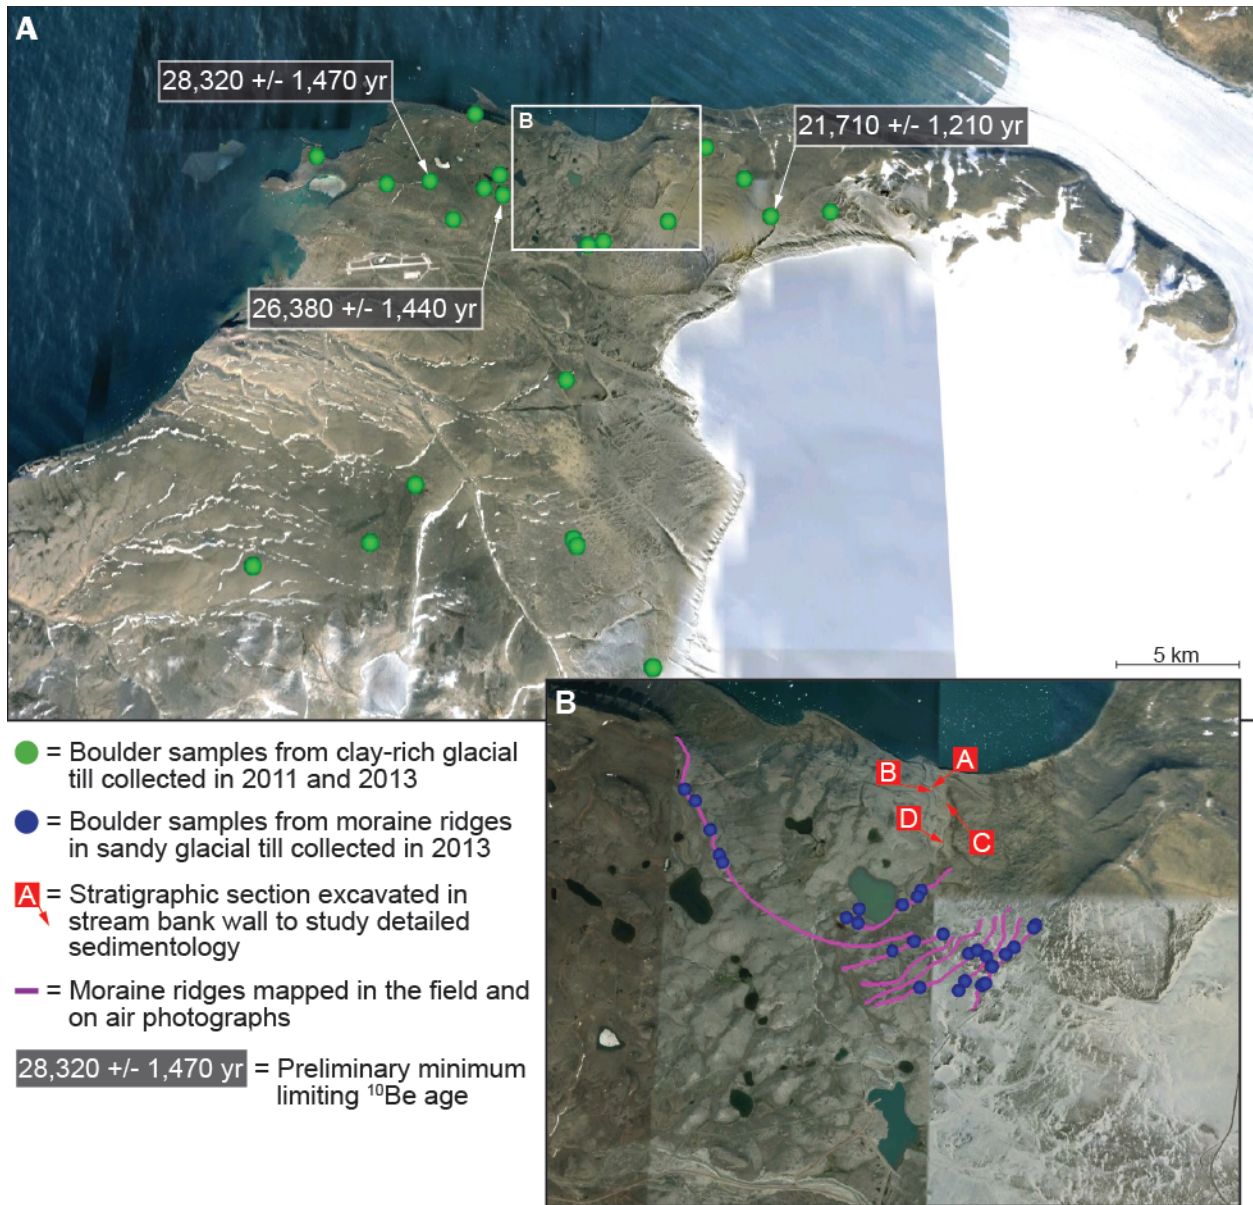 A
28,320 +/- 1,470 yr
B
21,710 +/- 1,210 yr
26,380 +/- 1,440 yr
5 km
= Boulder samples from clay-rich glacial
till collected in 2011 and 2013
= Boulder samples from moraine ridges
in sandy glacial till collected in 2013
A = Stratigraphic section excavated in
stream bank wall to study detailed
sedimentology
= Moraine ridges mapped in the field and
on air photographs
28,320 +/- 1,470 yr = Preliminary minimum
limiting ¹⁰Be age
B
A
B
D
C